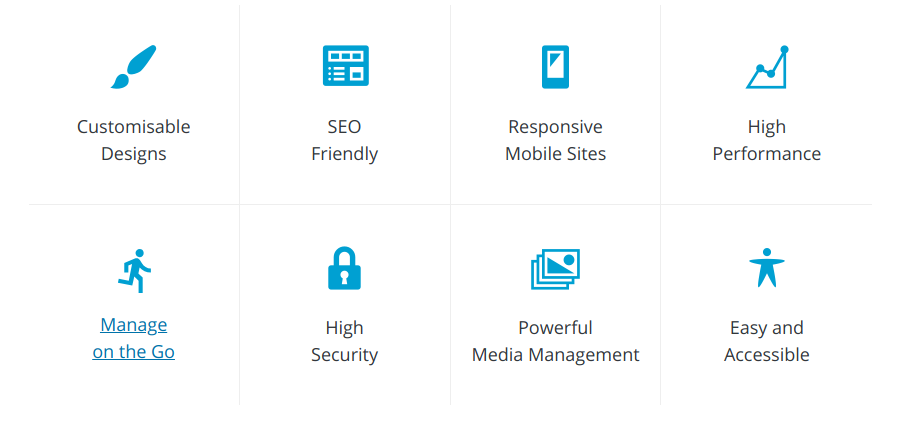 Customisable
Designs
SEO
Friendly
Responsive
Mobile Sites
High
Performance
Manage
on the Go
High
Security
Powerful
Media Management
Easy and
Accessible